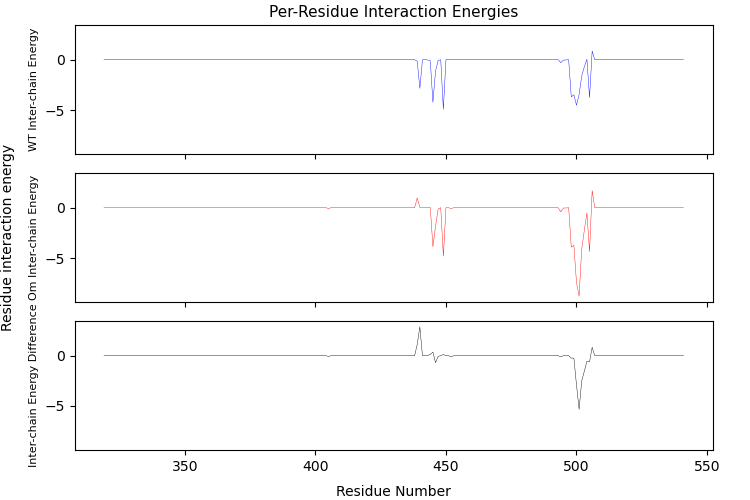 Per-Residue Interaction Energies
Residue interaction energy
WT Inter-chain Energy
0
−5
Om Inter-chain Energy
0
−5
Inter-chain Energy Difference
0
−5
350
400
450
500
550
Residue Number